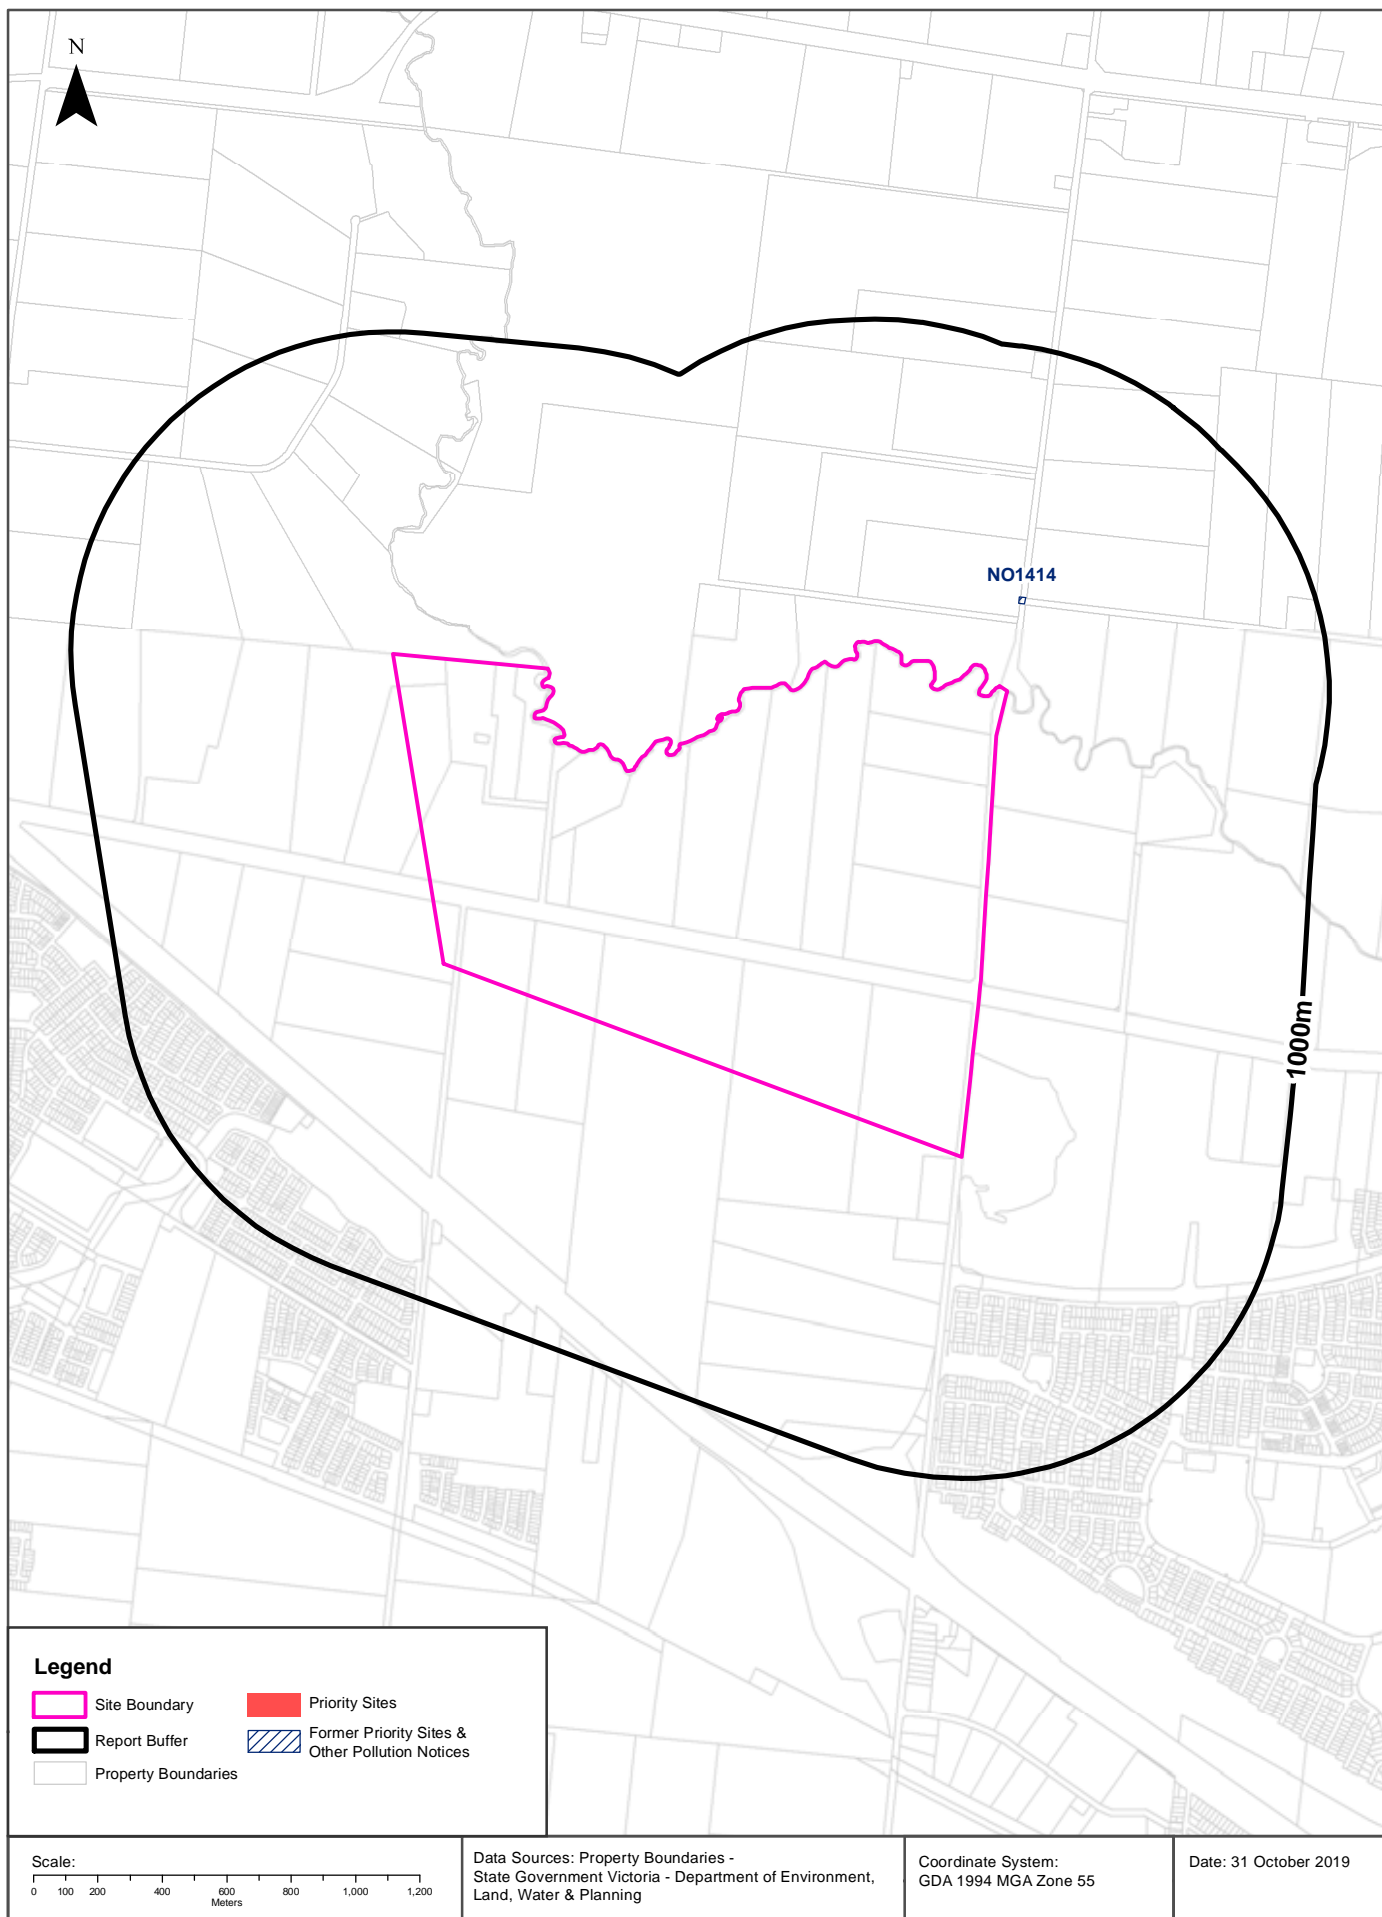 N
NO1414
1000m
Legend
Site Boundary
Report Buffer
Property Boundaries
Priority Sites
Former Priority Sites &
Other Pollution Notices
Scale:
0 100 200 400 600 800 1,000 1,200
Meters
Data Sources: Property Boundaries -
State Government Victoria - Department of Environment,
Land, Water & Planning
Coordinate System:
GDA 1994 MGA Zone 55
Date: 31 October 2019